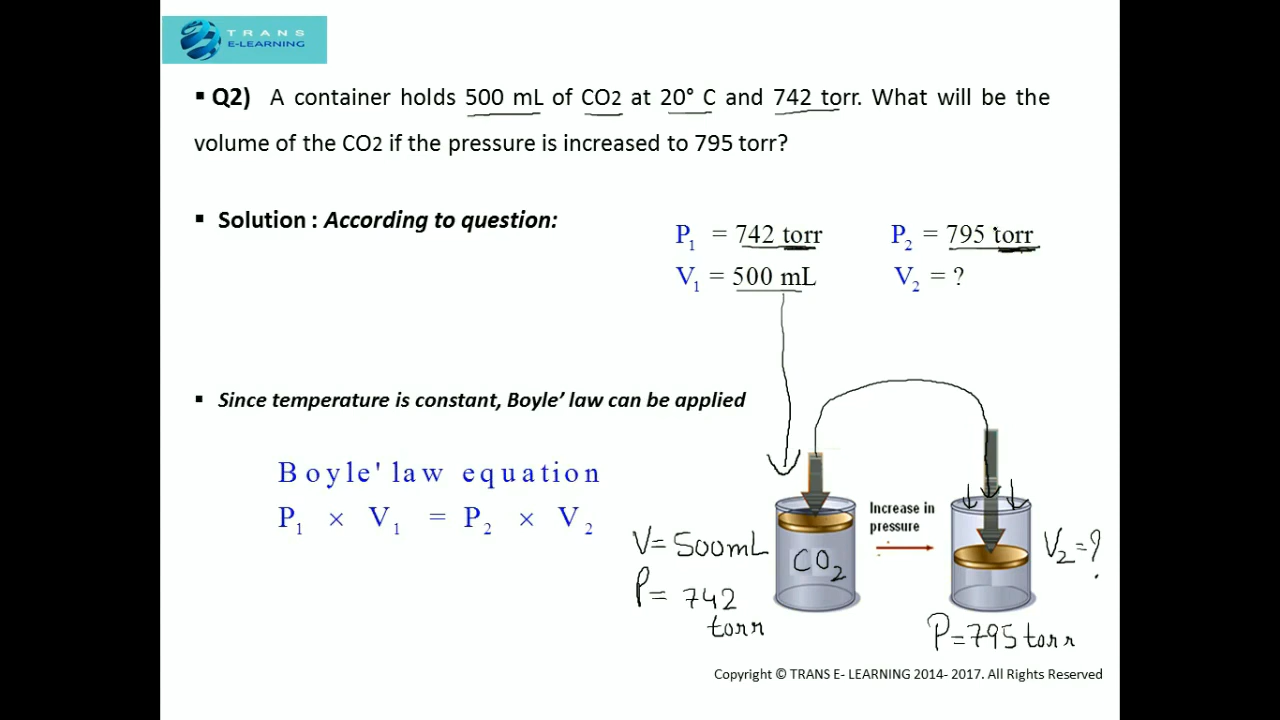 TRANS
E-LEARNING
▪ Q2) A container holds 500 mL of CO2 at 20° C and 742 torr. What will be the
volume of the CO2 if the pressure is increased to 795 torr?
▪ Solution : According to question:
P1 = 742 torr P2 = 795 torr
V1 = 500 mL V2 = ?
▪ Since temperature is constant, Boyle’ law can be applied
Boyle' law equation
P1 × V1 = P2 × V2
Increase in
pressure
V= 500mL
P= 742
torr
CO2
V2=?
P=795 torr
Copyright © TRANS E- LEARNING 2014- 2017. All Rights Reserved